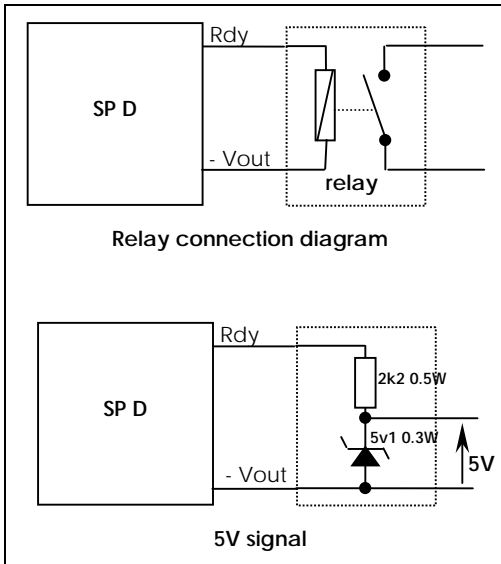 Rdy
SP D
- Vout
relay
Relay connection diagram
Rdy
2k2 0.5W
SP D
5v1 0.3W
5V
- Vout
5V signal